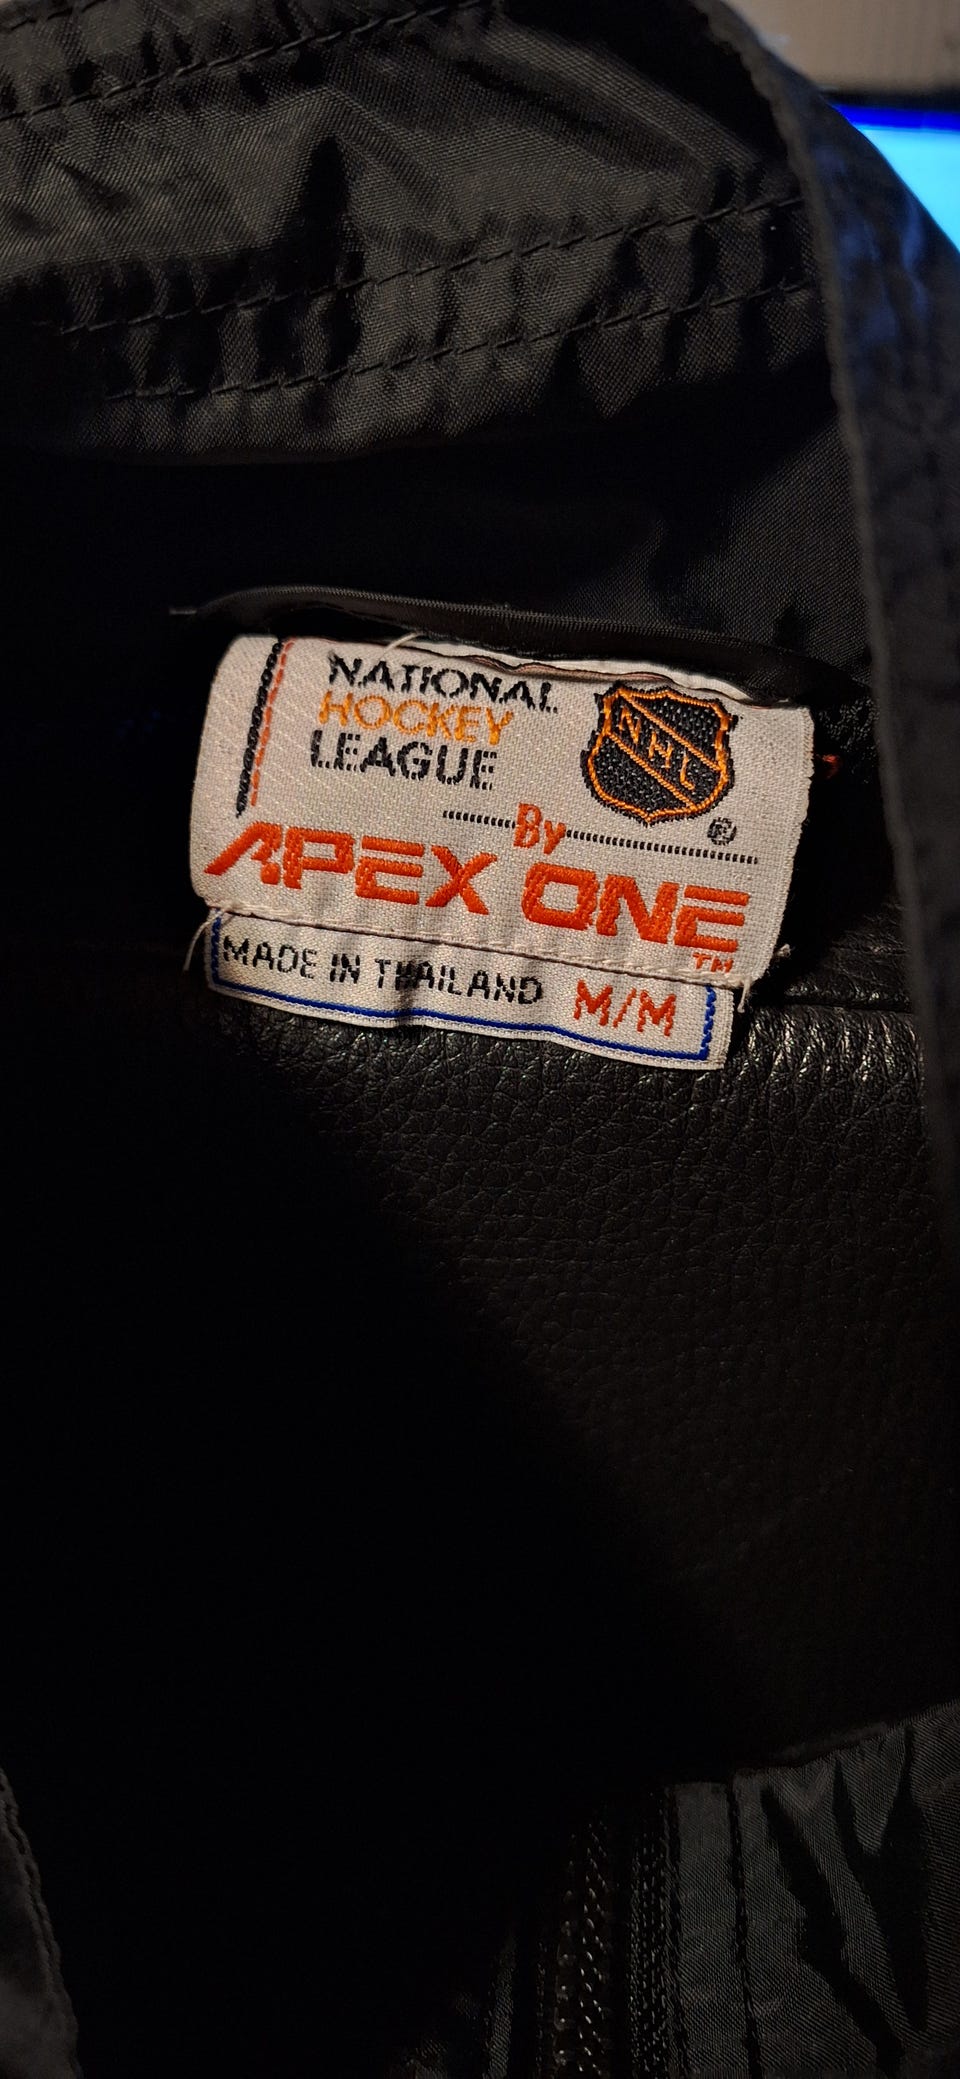 NATIONAL
HOCKEY
LEAGUE
NHL
®
By
APEX ONE
TM
MADE IN THAILAND M/M